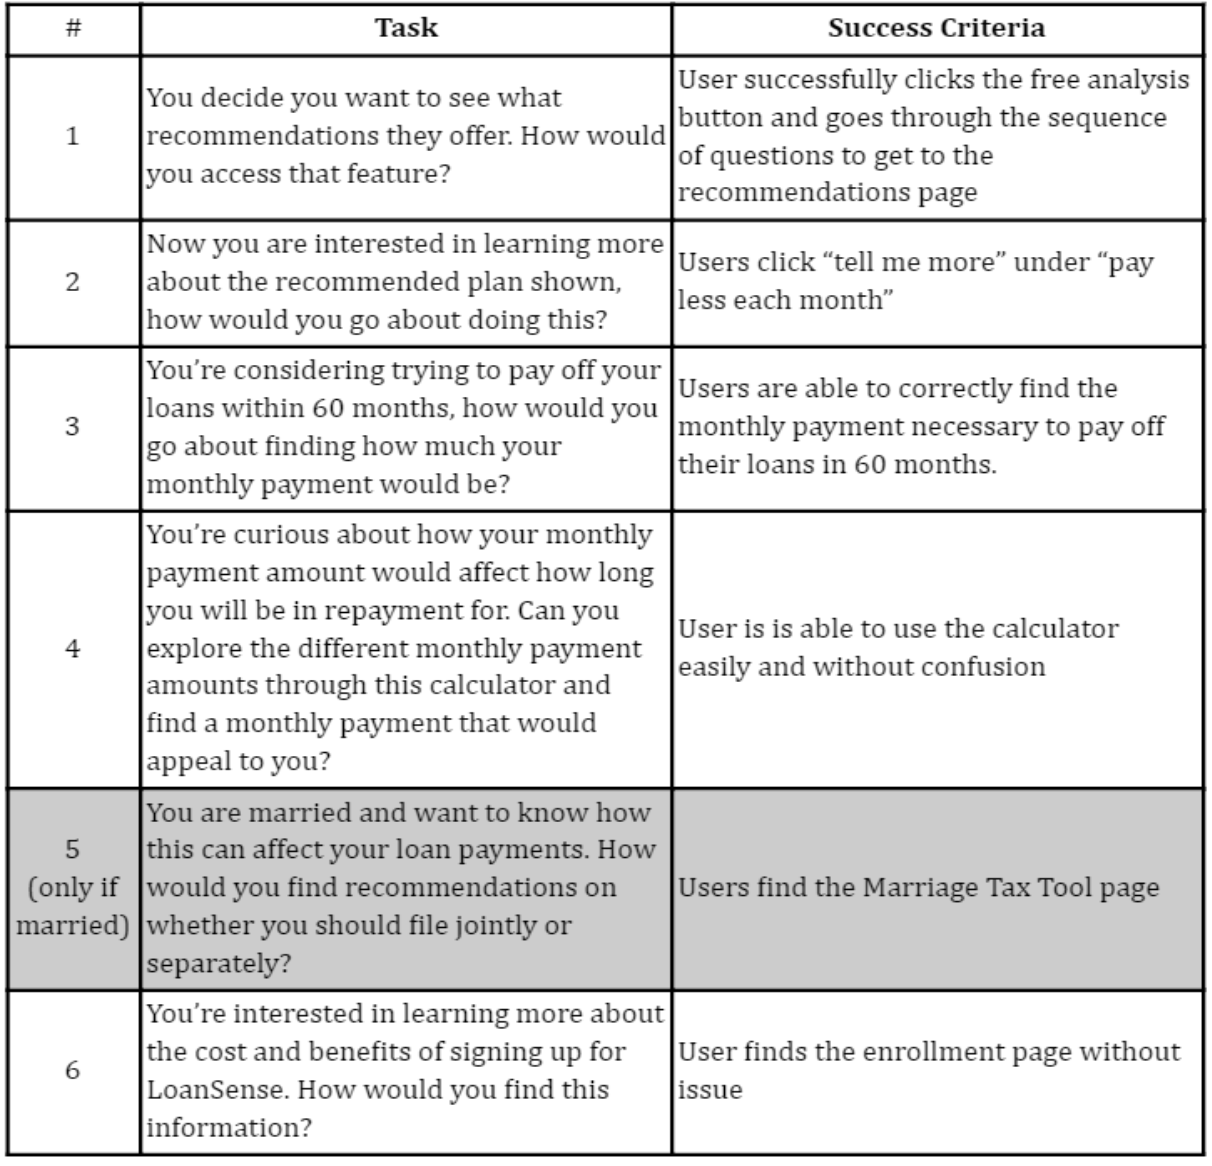 # Task Success Criteria
1
You decide you want to see what
recommendations they offer. How would
you access that feature?
User successfully clicks the free analysis
button and goes through the sequence
of questions to get to the
recommendations page
2
Now you are interested in learning more
about the recommended plan shown,
how would you go about doing this?
Users click “tell me more” under “pay
less each month”
3
You’re considering trying to pay off your
loans within 60 months, how would you
go about finding how much your
monthly payment would be?
Users are able to correctly find the
monthly payment necessary to pay off
their loans in 60 months.
4
You’re curious about how your monthly
payment amount would affect how long
you will be in repayment for. Can you
explore the different monthly payment
amounts through this calculator and
find a monthly payment that would
appeal to you?
User is is able to use the calculator
easily and without confusion
5
(only if
married)
You are married and want to know how
this can affect your loan payments. How
would you find recommendations on
whether you should file jointly or
separately?
Users find the Marriage Tax Tool page
6
You’re interested in learning more about
the cost and benefits of signing up for
LoanSense. How would you find this
information?
User finds the enrollment page without
issue